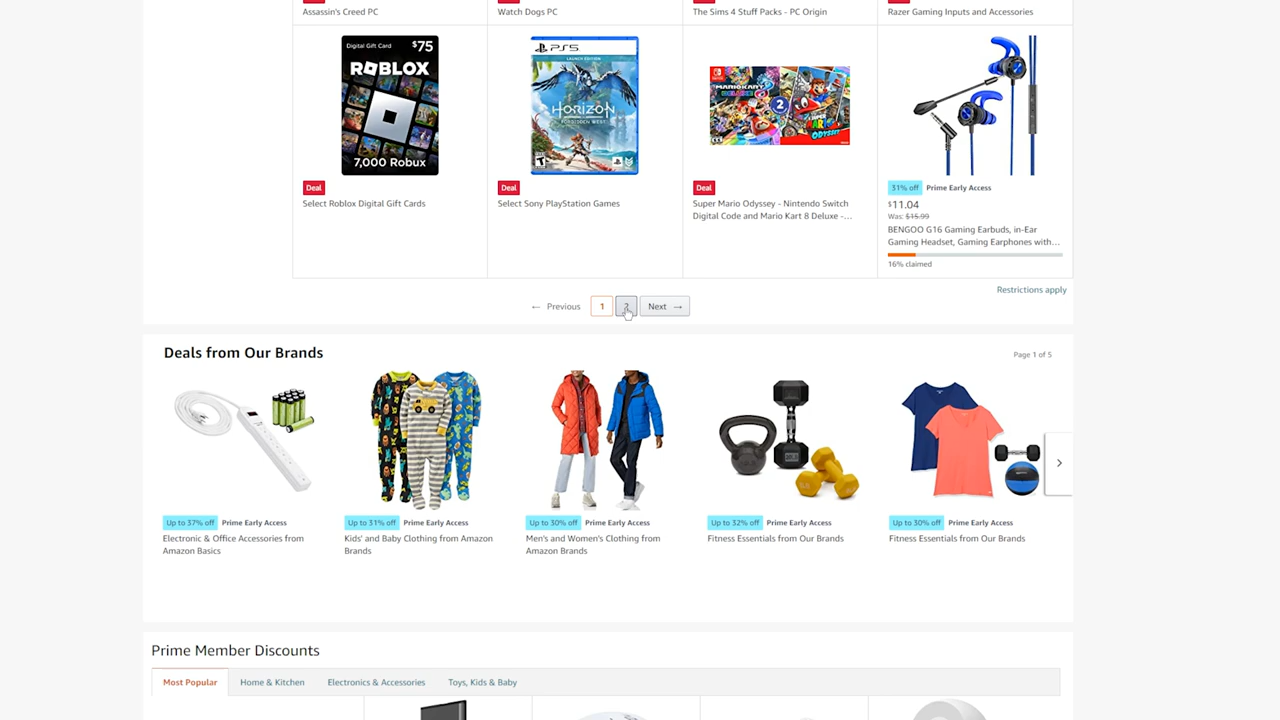 Assassin's Creed PC
Watch Dogs PC
The Sims 4 Stuff Packs - PC Origin
Razer Gaming Inputs and Accessories
Digital Gift Card $75
ROBLOX
7,000 Robux
Deal
Select Roblox Digital Gift Cards
PS5
LAUNCH EDITION
HORIZON
FORBIDDEN WEST
Deal
Select Sony PlayStation Games
MARIO KART 8
DELUXE
2
SUPER MARIO
ODYSSEY
Deal
Super Mario Odyssey - Nintendo Switch
Digital Code and Mario Kart 8 Deluxe -...
31% off Prime Early Access
$11.04
Was: $15.99
BENGOO G16 Gaming Earbuds, in-Ear
Gaming Headset, Gaming Earphones with...
16% claimed
Restrictions apply
← Previous 1 2 Next →
Deals from Our Brands
Page 1 of 5
Up to 37% off Prime Early Access
Electronic & Office Accessories from
Amazon Basics
Up to 31% off Prime Early Access
Kids' and Baby Clothing from Amazon
Brands
Up to 30% off Prime Early Access
Men's and Women's Clothing from
Amazon Brands
Up to 32% off Prime Early Access
Fitness Essentials from Our Brands
Up to 30% off Prime Early Access
Fitness Essentials from Our Brands
Prime Member Discounts
Most Popular
Home & Kitchen
Electronics & Accessories
Toys, Kids & Baby